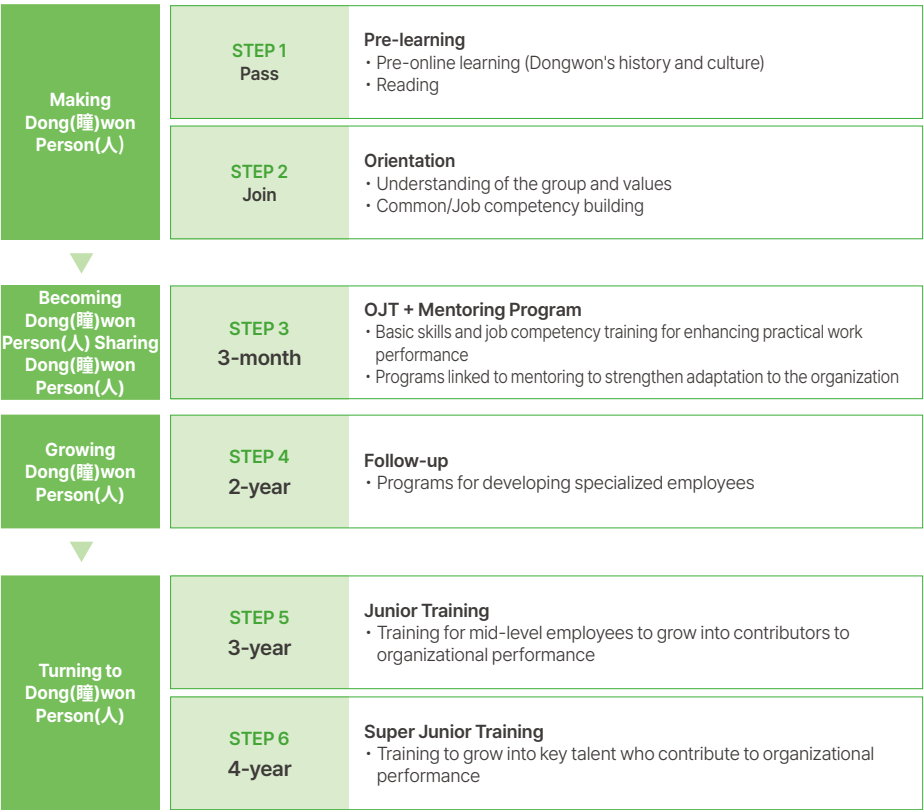 Making
Dong(瞳)won
Person(人)
STEP 1
Pass
Pre-learning
・Pre-online learning (Dongwon's history and culture)
・Reading
STEP 2
Join
Orientation
・Understanding of the group and values
・Common/Job competency building
Becoming
Dong(瞳)won
Person(人) Sharing
Dong(瞳)won
Person(人)
STEP 3
3-month
OJT + Mentoring Program
・Basic skills and job competency training for enhancing practical work
performance
・Programs linked to mentoring to strengthen adaptation to the organization
Growing
Dong(瞳)won
Person(人)
STEP 4
2-year
Follow-up
・Programs for developing specialized employees
Turning to
Dong(瞳)won
Person(人)
STEP 5
3-year
Junior Training
・Training for mid-level employees to grow into contributors to
organizational performance
STEP 6
4-year
Super Junior Training
・Training to grow into key talent who contribute to organizational
performance